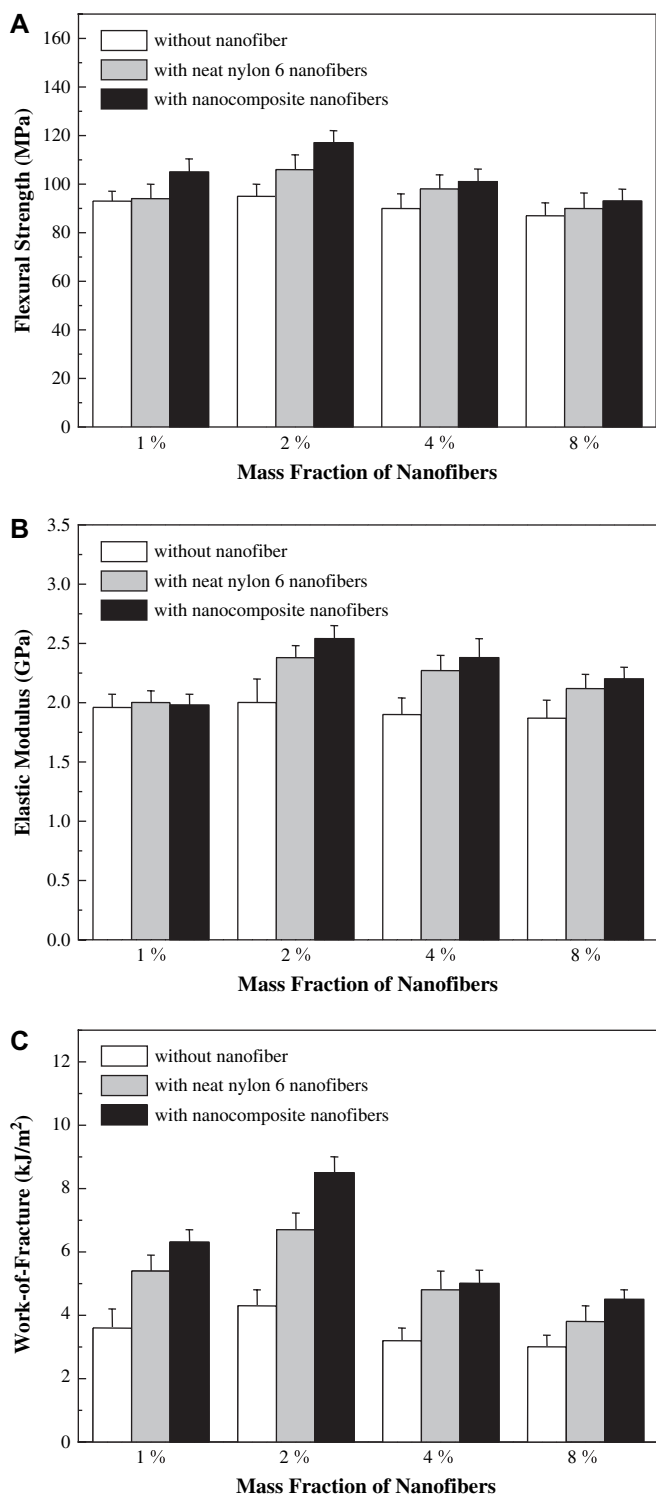 A
160
140
120
100
80
60
40
20
0
Flexural Strength (MPa)
without nanofiber
with neat nylon 6 nanofibers
with nanocomposite nanofibers
1 %
2 %
4 %
8 %
Mass Fraction of Nanofibers
B
3.5
3.0
2.5
2.0
1.5
1.0
0.5
0.0
Elastic Modulus (GPa)
without nanofiber
with neat nylon 6 nanofibers
with nanocomposite nanofibers
1 %
2 %
4 %
8 %
Mass Fraction of Nanofibers
C
12
10
8
6
4
2
0
Work-of-Fracture (kJ/m²)
without nanofiber
with neat nylon 6 nanofibers
with nanocomposite nanofibers
1 %
2 %
4 %
8 %
Mass Fraction of Nanofibers